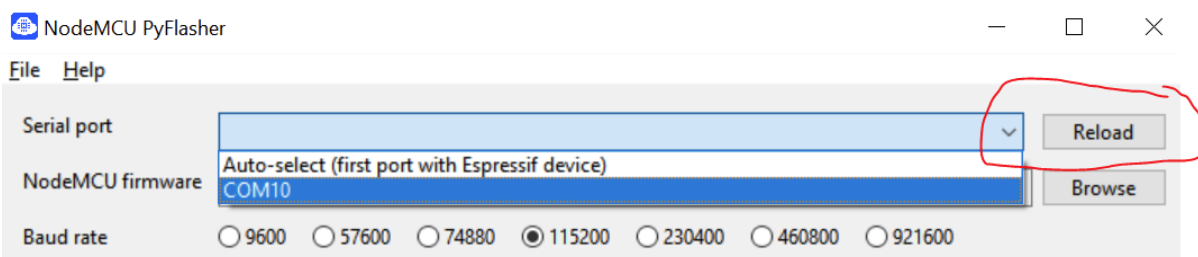 NodeMCU PyFlasher
File Help
Serial port
Reload
Auto-select (first port with Espressif device)
NodeMCU firmware
COM10
Browse
Baud rate 9600 57600 74880 115200 230400 460800 921600